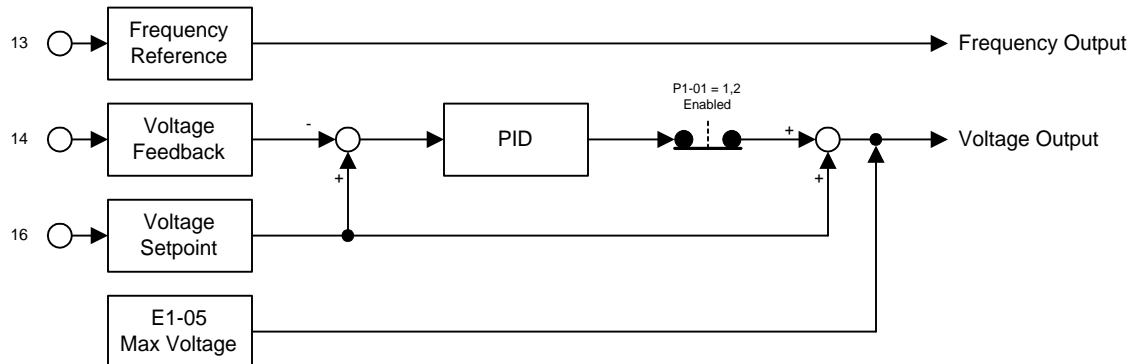 13
Frequency
Reference
Frequency Output
P1-01 = 1,2
Enabled
14
Voltage
Feedback
-
PID
+
Voltage Output
+
+
16
Voltage
Setpoint
E1-05
Max Voltage